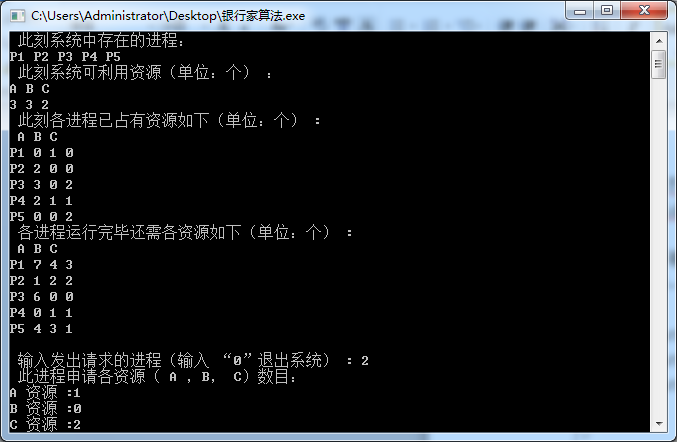 C:\Users\Administrator\Desktop\银行家算法.exe
此刻系统中存在的进程:
P1 P2 P3 P4 P5
此刻系统可利用资源（单位：个） :
A B C
3 3 2
此刻各进程已占有资源如下（单位：个） :
A B C
P1 0 1 0
P2 2 0 0
P3 3 0 2
P4 2 1 1
P5 0 0 2
各进程运行完毕还需各资源如下（单位：个） :
A B C
P1 7 4 3
P2 1 2 2
P3 6 0 0
P4 0 1 1
P5 4 3 1
输入发出请求的进程（输入 “0”退出系统） : 2
此进程申请各资源（ A , B,  C）数目:
A 资源 :1
B 资源 :0
C 资源 :2